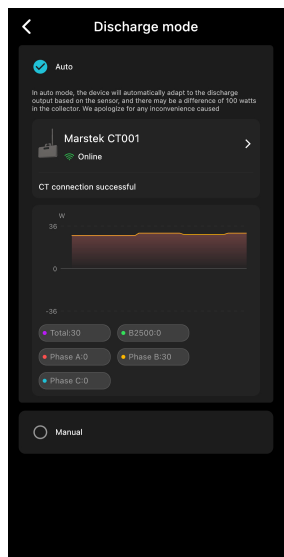 Discharge mode
Auto
In auto mode, the device will automatically adapt to the discharge
output based on the sensor, and there may be a difference of 100 watts
in the collector. We apologize for any inconvenience caused
Marstek CT001
Online
CT connection successful
W
36
0
-36
Total:30
B2500:0
Phase A:0
Phase B:30
Phase C:0
Manual